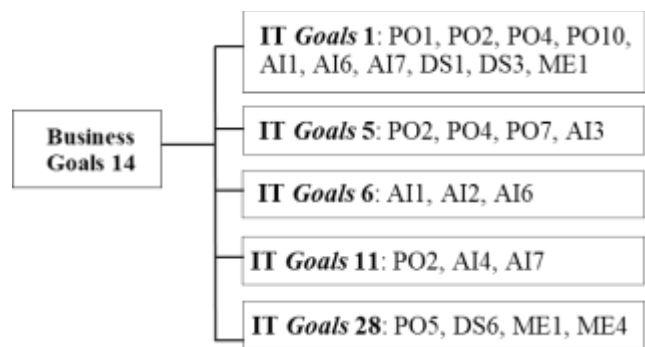 IT Goals 1: PO1, PO2, PO4, PO10,
AI1, AI6, AI7, DS1, DS3, ME1
Business
Goals 14
IT Goals 5: PO2, PO4, PO7, AI3
IT Goals 6: AI1, AI2, AI6
IT Goals 11: PO2, AI4, AI7
IT Goals 28: PO5, DS6, ME1, ME4